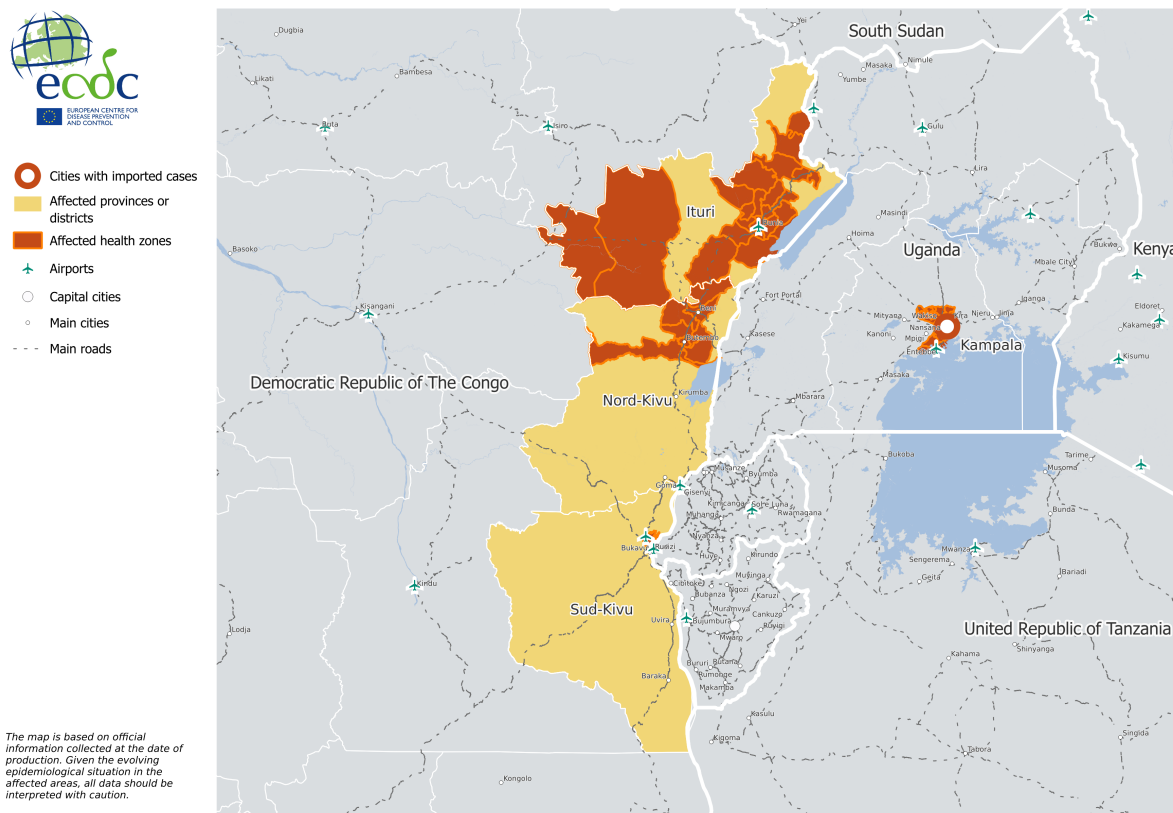 ecdc
EUROPEAN CENTRE FOR
DISEASE PREVENTION
AND CONTROL
Cities with imported cases
Affected provinces or
districts
Affected health zones
Airports
Capital cities
Main cities
Main roads
The map is based on official
information collected at the date of
production. Given the evolving
epidemiological situation in the
affected areas, all data should be
interpreted with caution.
Dugbia
Yei
South Sudan
Likati
Bambesa
Masaka
Nimule
Yumbe
Buta
Isiro
Gulu
Lira
Ituri
Masindi
Bunia
Hoima
Basoko
Uganda
Bukwo
Kenya
Mbale City
Fort Portal
Iganga
Eldoret
Kisangani
Beni
Mityana
Wakiso
Kira
Njeru
Jinja
Kakamega
Nansana
Kasese
Kanoni
Mpigi
Butembo
Entebbe
Kampala
Kisumu
Democratic Republic of The Congo
Masaka
Kirumba
Nord-Kivu
Mbarara
Bukoba
Tarime
Musanze
Musoma
Byumba
Goma
Gisenyi
Rwamagana
Bunda
Muhanga
Nyanza
Bukavu
Rusizi
Huye
Kirundo
Mwanza
Sengerema
Kindu
Cibitoke
Muyinga
Geita
Bariadi
Ngozi
Bubanza
Karuzi
Sud-Kivu
Muramvya
Cankuzo
Uvira
Bujumbura
Ruyigi
Lodja
Mwaro
United Republic of Tanzania
Shinyanga
Kahama
Bururi
Rutana
Baraka
Rumonge
Makamba
Kasulu
Kigoma
Singida
Tabora
Kongolo